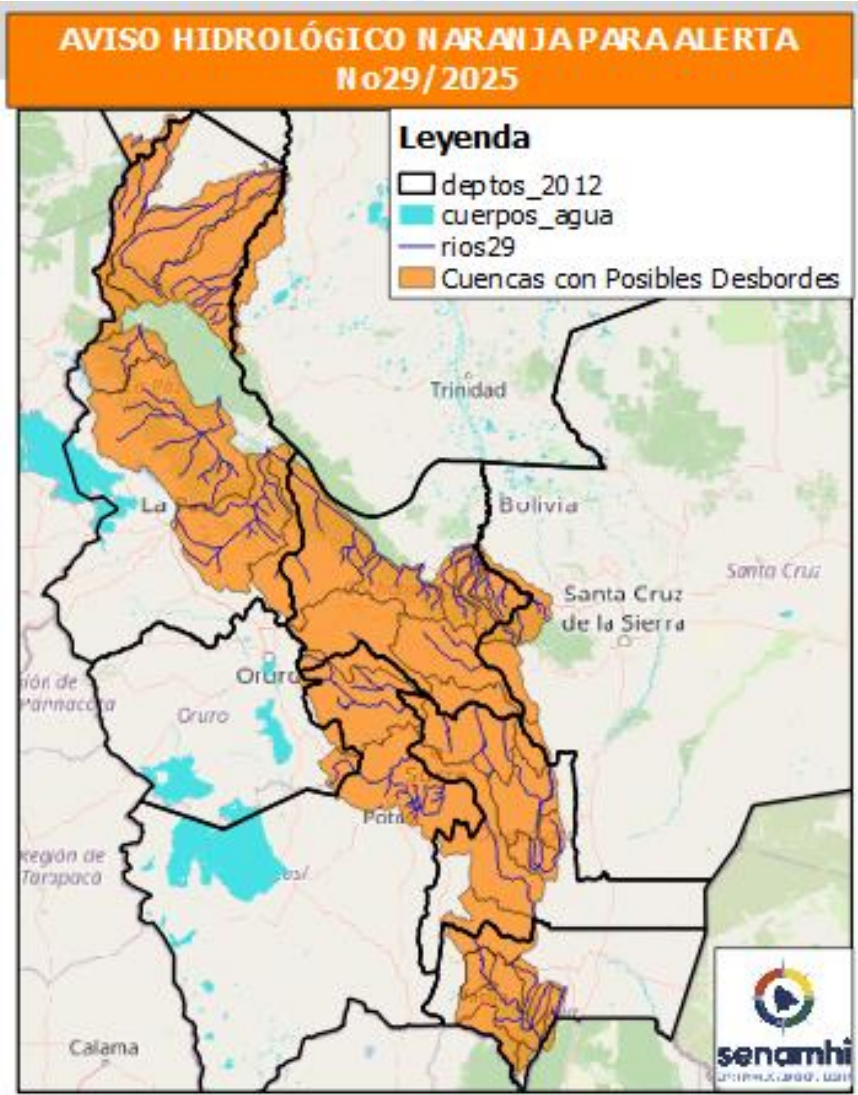 AVISO HIDROLÓGICO NARANJA PARA ALERTA
No29/2025
Leyenda
deptos_2012
cuerpos_agua
rios29
Cuencas con Posibles Desbordes
Trinidad
La
Bolivia
Santa Cruz
Santa Cruz
de la Sierra
Oruro
Oruro
Región de
Tarapacá
Calama
senamhi